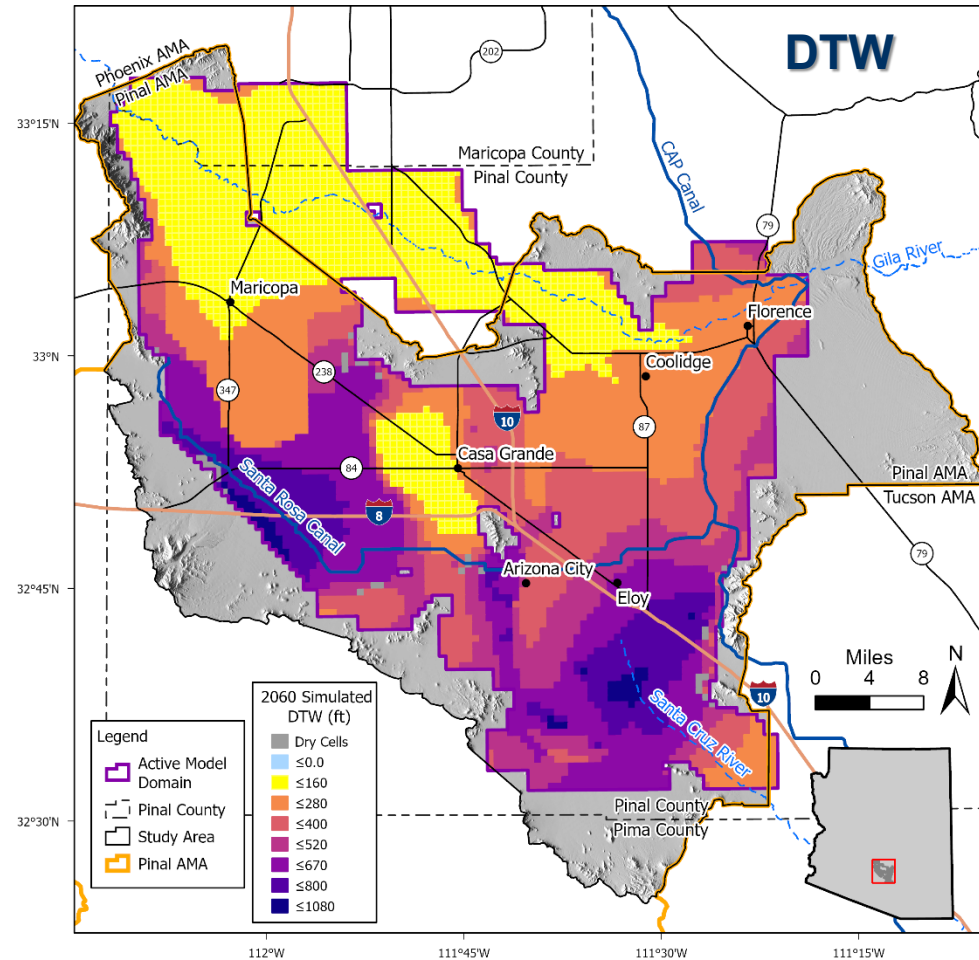 DTW
202
Phoenix AMA
Pinal AMA
33°15'N
Maricopa County
Pinal County
CAP Canal
79
Gila River
Maricopa
Florence
33°N
Coolidge
238
347
10
87
Casa Grande
84
Pinal AMA
Tucson AMA
Santa Rosa Canal
8
79
Arizona City
32°45'N
Eloy
Miles
N
0 4 8
10
Santa Cruz River
2060 Simulated
DTW (ft)
Dry Cells
≤0.0
≤160
≤280
≤400
≤520
≤670
≤800
≤1080
Legend
Active Model
Domain
Pinal County
Study Area
Pinal AMA
Pinal County
Pima County
32°30'N
112°W
111°45'W
111°30'W
111°15'W